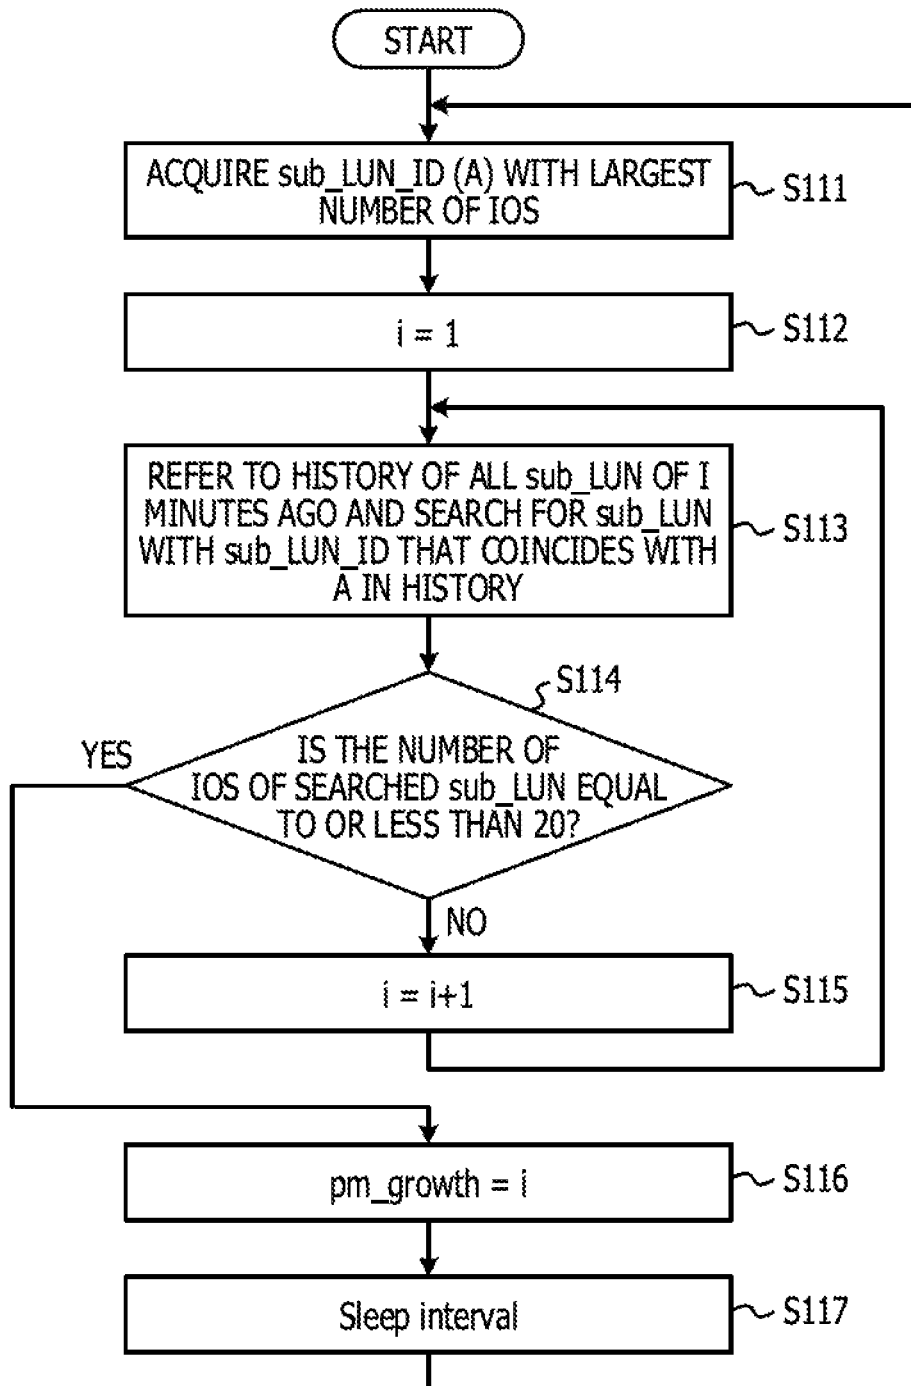 START
ACQUIRE sub_LUN_ID (A) WITH LARGEST
NUMBER OF IOS
S111
i = 1
S112
REFER TO HISTORY OF ALL sub_LUN OF I
MINUTES AGO AND SEARCH FOR sub_LUN
WITH sub_LUN_ID THAT COINCIDES WITH
A IN HISTORY
S113
S114
YES
IS THE NUMBER OF
IOS OF SEARCHED sub_LUN EQUAL
TO OR LESS THAN 20?
NO
i = i+1
S115
pm_growth = i
S116
Sleep interval
S117